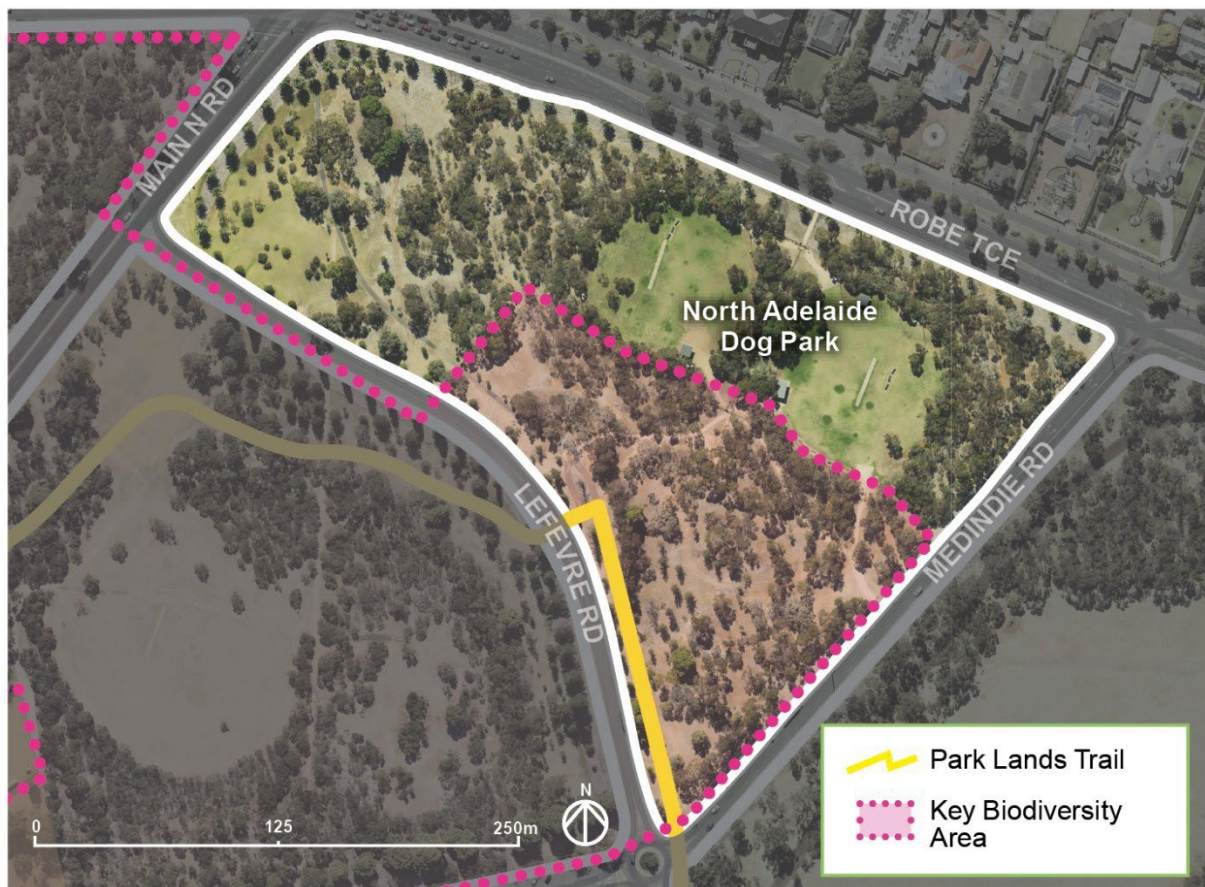 MAIN N RD
ROBE TCE
North Adelaide
Dog Park
MEDINDIE RD
LEFEVRE RD
N
0 125 250m
Park Lands Trail
Key Biodiversity
Area